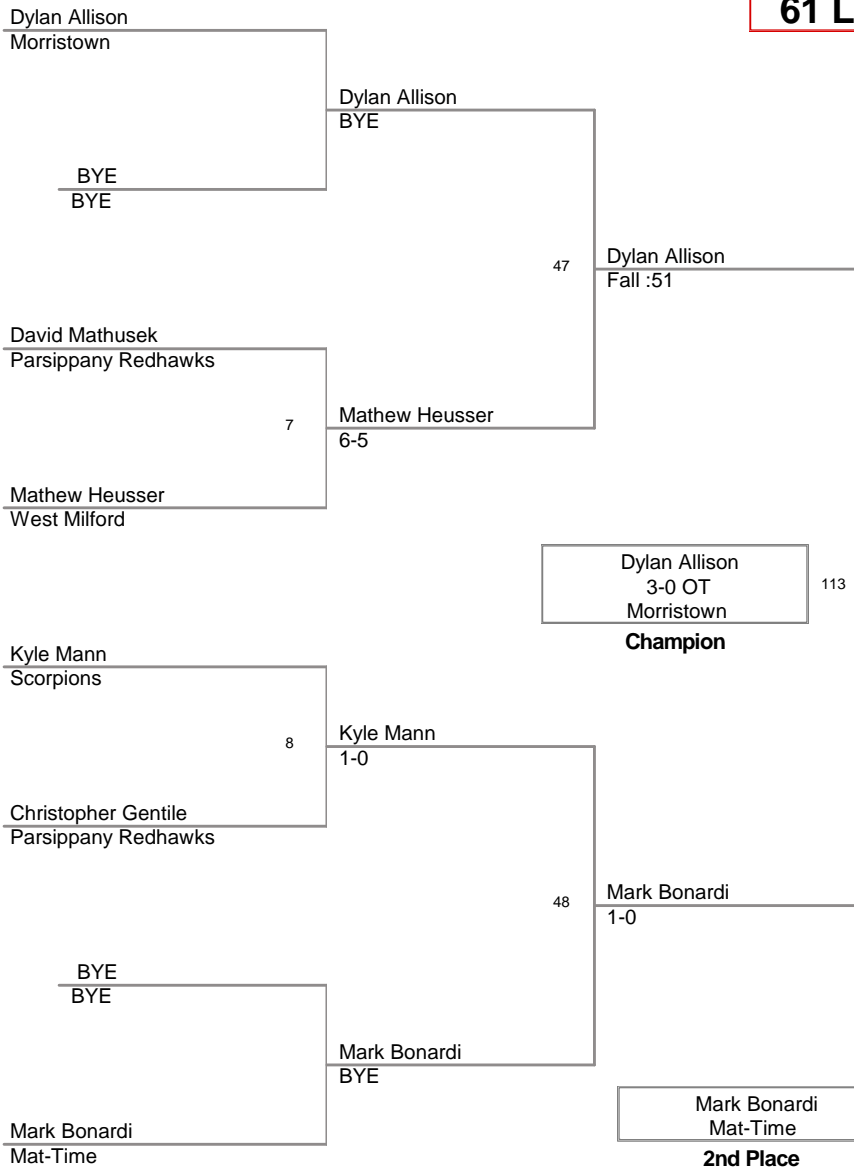 61 L
Dylan Allison
Morristown
Dylan Allison
BYE
BYE
BYE
47
Dylan Allison
Fall :51
David Mathusek
Parsippany Redhawks
7
Mathew Heusser
6-5
Mathew Heusser
West Milford
Dylan Allison
3-0 OT
Morristown
113
Champion
Kyle Mann
Scorpions
8
Kyle Mann
1-0
Christopher Gentile
Parsippany Redhawks
48
Mark Bonardi
1-0
BYE
BYE
Mark Bonardi
BYE
Mark Bonardi
Mat-Time
Mark Bonardi
Mat-Time
2nd Place